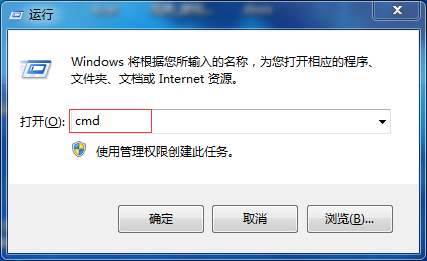 运行
Windows 将根据您所输入的名称，为您打开相应的程序、
文件夹、文档或 Internet 资源。
打开(O): cmd
使用管理权限创建此任务。
确定 取消 浏览(B)...